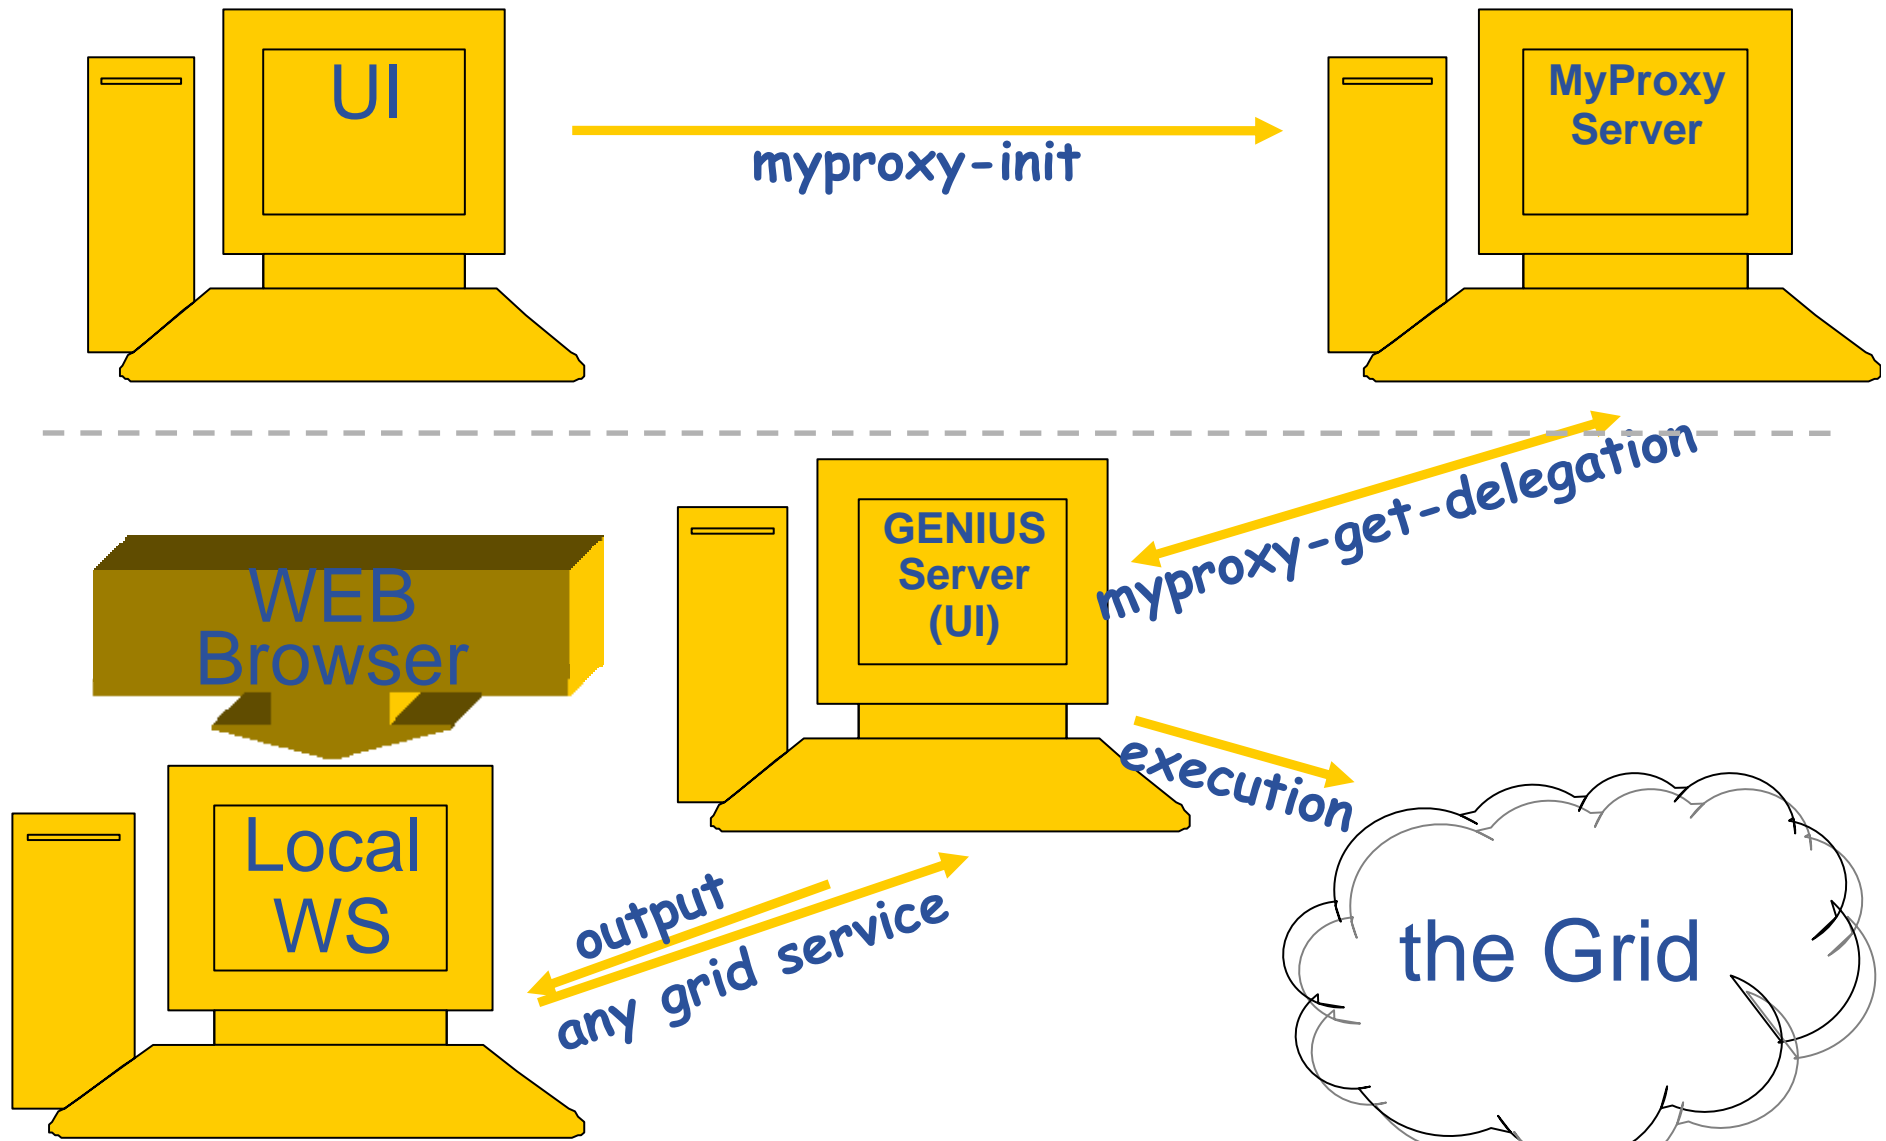 UI
MyProxy
Server
myproxy-init
myproxy-get-delegation
GENIUS
Server
(UI)
WEB
Browser
execution
Local
WS
output
any grid service
the Grid